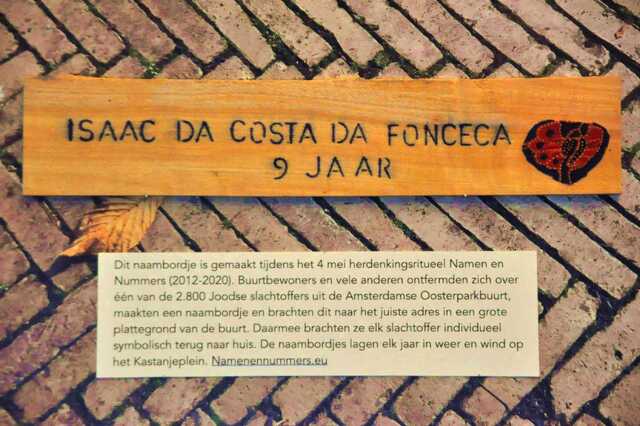 ISAAC DA COSTA DA FONCECA
9 JAAR
Dit naambordje is gemaakt tijdens het 4 mei herdenkingsritueel Namen en
Nummers (2012-2020). Buurtbewoners en vele anderen ontfermden zich over
één van de 2.800 Joodse slachtoffers uit de Amsterdamse Oosterparkbuurt,
maakten een naambordje en brachten dit naar het juiste adres in een grote
plattegrond van de buurt. Daarmee brachten ze elk slachtoffer individueel
symbolisch terug naar huis. De naambordjes lagen elk jaar in weer en wind op
het Kastanjeplein. Namenennummers.eu